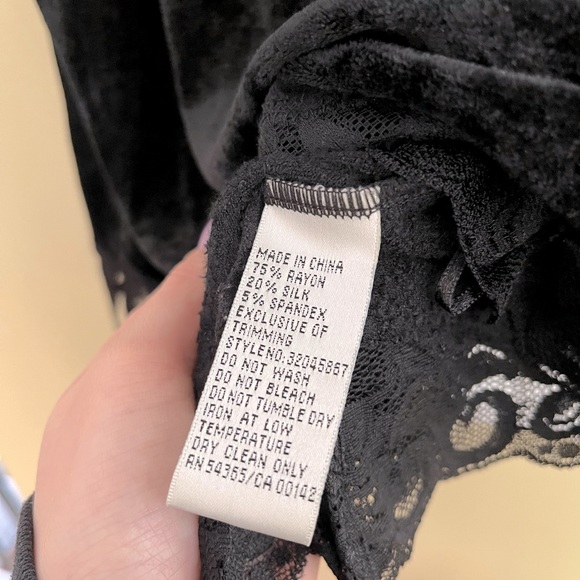 MADE IN CHINA
75% RAYON
20% SILK
5% SPANDEX
EXCLUSIVE OF
TRIMMING
STYLENO:32045867
DO NOT WASH
DO NOT BLEACH
DO NOT TUMBLE DRY
IRON AT LOW
TEMPERATURE
DRY CLEAN ONLY
RN 54365/CA 00142